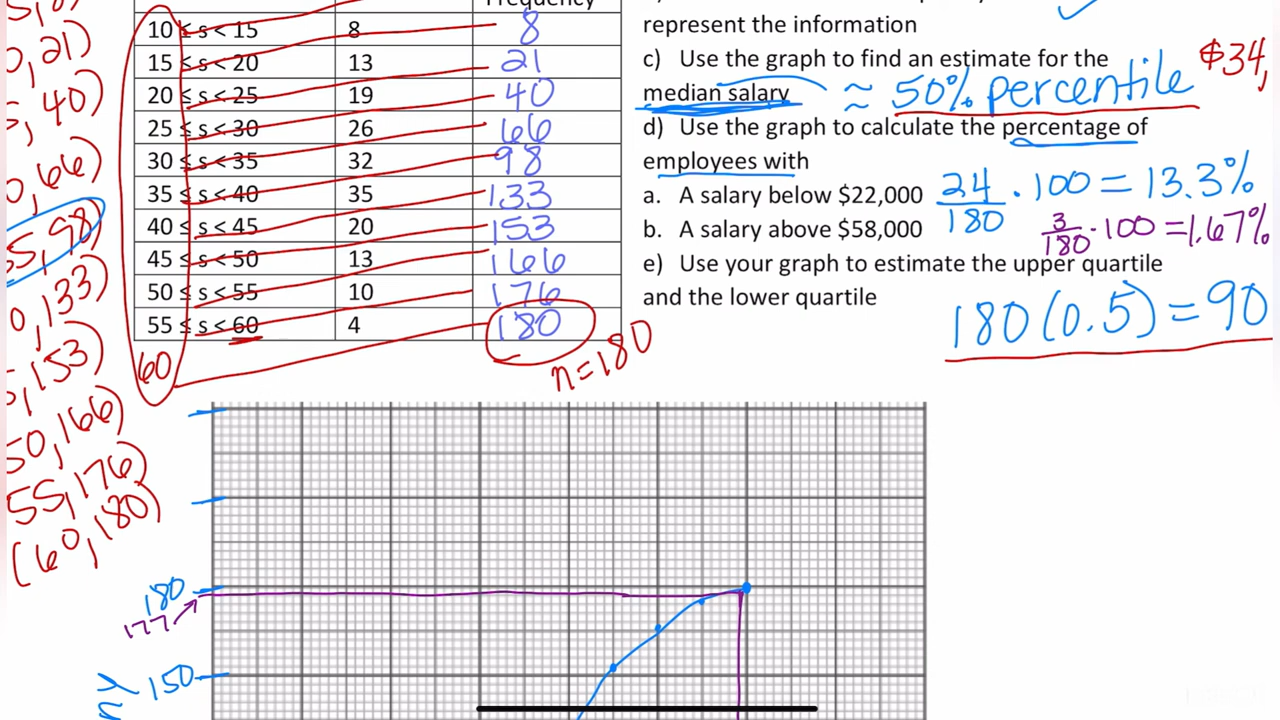 Frequency
10 ≤ s < 15 8 8
15 ≤ s < 20 13 21
20 ≤ s < 25 19 40
25 ≤ s < 30 26 66
30 ≤ s < 35 32 98
35 ≤ s < 40 35 133
40 ≤ s < 45 20 153
45 ≤ s < 50 13 166
50 ≤ s < 55 10 176
55 ≤ s < 60 4 180
60
n=180
,21)
, 40)
,66)
5,98)
0,133)
,153)
50,166)
55,176)
(60,180)
represent the information
c) Use the graph to find an estimate for the
median salary ≈ 50% percentile $34,
d) Use the graph to calculate the percentage of
employees with
a. A salary below $22,000 24/180 · 100 = 13.3%
b. A salary above $58,000 3/180 · 100 = 1.67%
e) Use your graph to estimate the upper quartile
and the lower quartile
180(0.5) = 90
180
177
150
ny